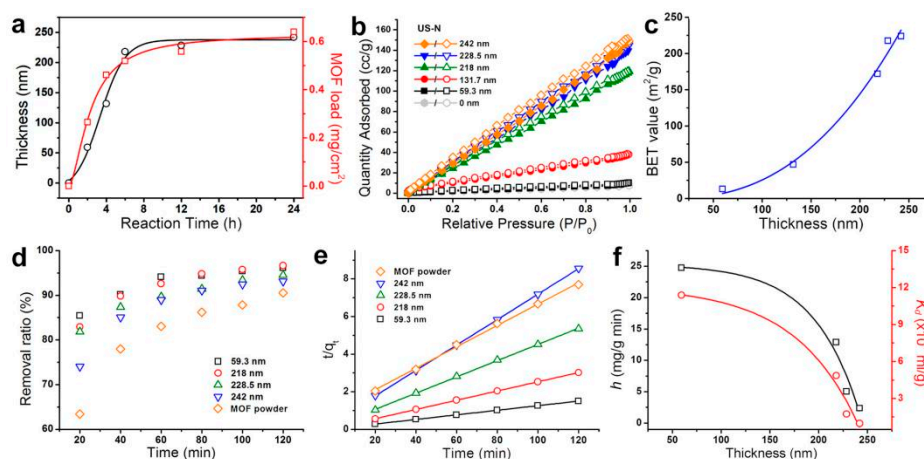 a
250
200
150
100
50
0
Thickness (nm)
0 4 8 12 16 20 24
Reaction Time (h)
0.6
0.4
0.2
0.0
MOF load (mg/cm²)
b
US-N
242 nm
228.5 nm
218 nm
131.7 nm
59.3 nm
0 nm
160
140
120
100
80
60
40
20
0
Quantity Adsorbed (cc/g)
0.0 0.2 0.4 0.6 0.8 1.0
Relative Pressure (P/P₀)
c
250
200
150
100
50
0
BET value (m²/g)
50 100 150 200 250
Thickness (nm)
d
100
95
90
85
80
75
70
65
60
Removal ratio (%)
59.3 nm
218 nm
228.5 nm
242 nm
MOF powder
20 40 60 80 100 120
Time (min)
e
MOF powder
242 nm
228.5 nm
218 nm
59.3 nm
10
8
6
4
2
0
t/qₜ
20 40 60 80 100 120
Time (min)
f
30
25
20
15
10
5
0
h (mg/g min)
50 100 150 200 250
Thickness (nm)
15
12
9
6
3
0